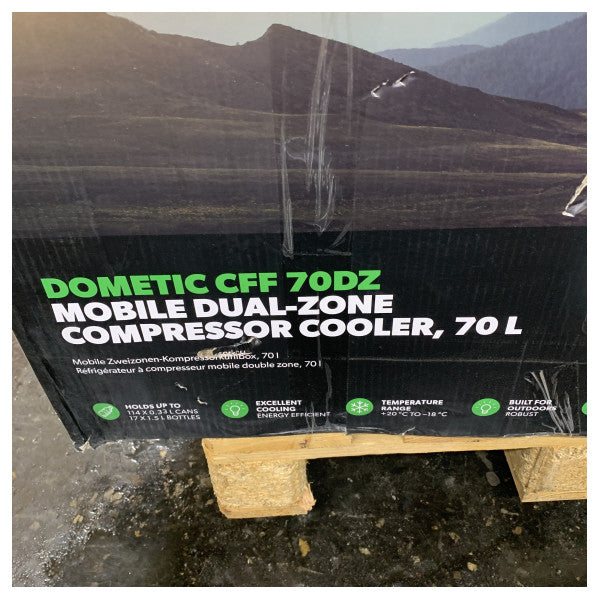 DOMETIC CFF 70DZ
MOBILE DUAL-ZONE
COMPRESSOR COOLER, 70 L
Mobile Zweizonen-Kompressorkühlbox, 70 l
Réfrigérateur à compresseur mobile double zone, 70 l
HOLDS UP TO
114 X 0.33 L CANS
17 X 1.5 L BOTTLES
EXCELLENT
COOLING
ENERGY EFFICIENT
TEMPERATURE
RANGE
+20 °C TO –18 °C
BUILT FOR
OUTDOORS
ROBUST